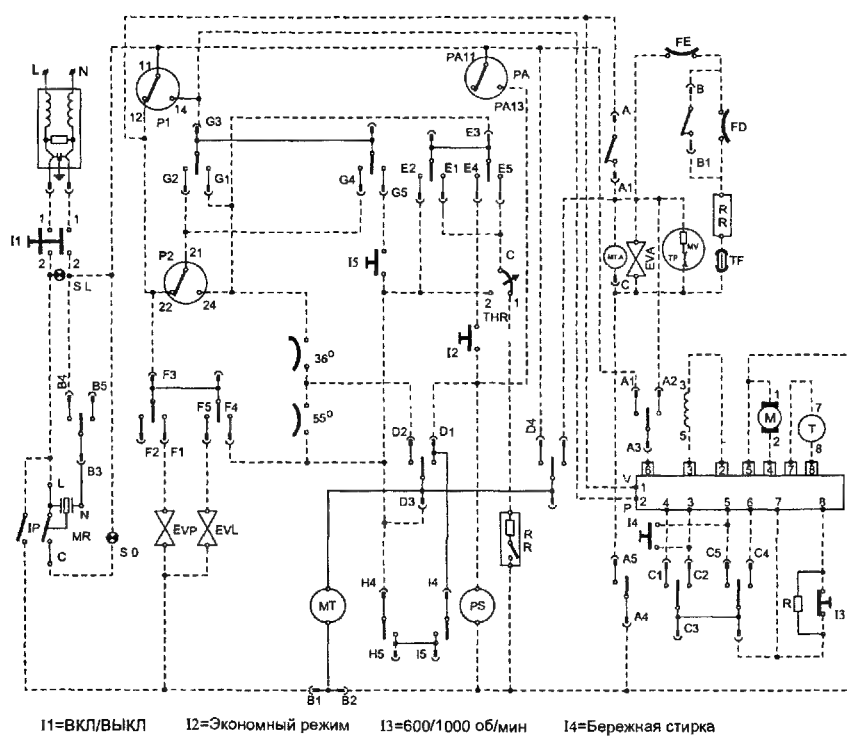 L N
11
12
14
P1
G3
G2
G1
G4
G5
PA11
PA
PA13
E3
E2
E1
E4
E5
A
A1
FE
B
B1
FD
RR
TF
MT.A
C
EVA
TP
MV
I1
1
1
2
2
SL
P2
21
22
24
I5
C
2
THR
1
I2
36°
55°
B4
B5
B3
F3
F2
F1
F5
F4
D2
D1
D3
D4
A1
A2
A3
3
5
M
1
2
T
7
8
6
3
2
5
4
7
8
V
P
1
2
4
3
5
6
7
8
I4
L
N
C
IP
MR
SD
EVP
EVL
RR
C1
C2
C5
C4
C3
A5
A4
R
I3
MT
PS
H4
H5
I4
I5
B1
B2
I1=ВКЛ/ВЫКЛ I2=Экономный режим I3=600/1000 об/мин I4=Бережная стирка